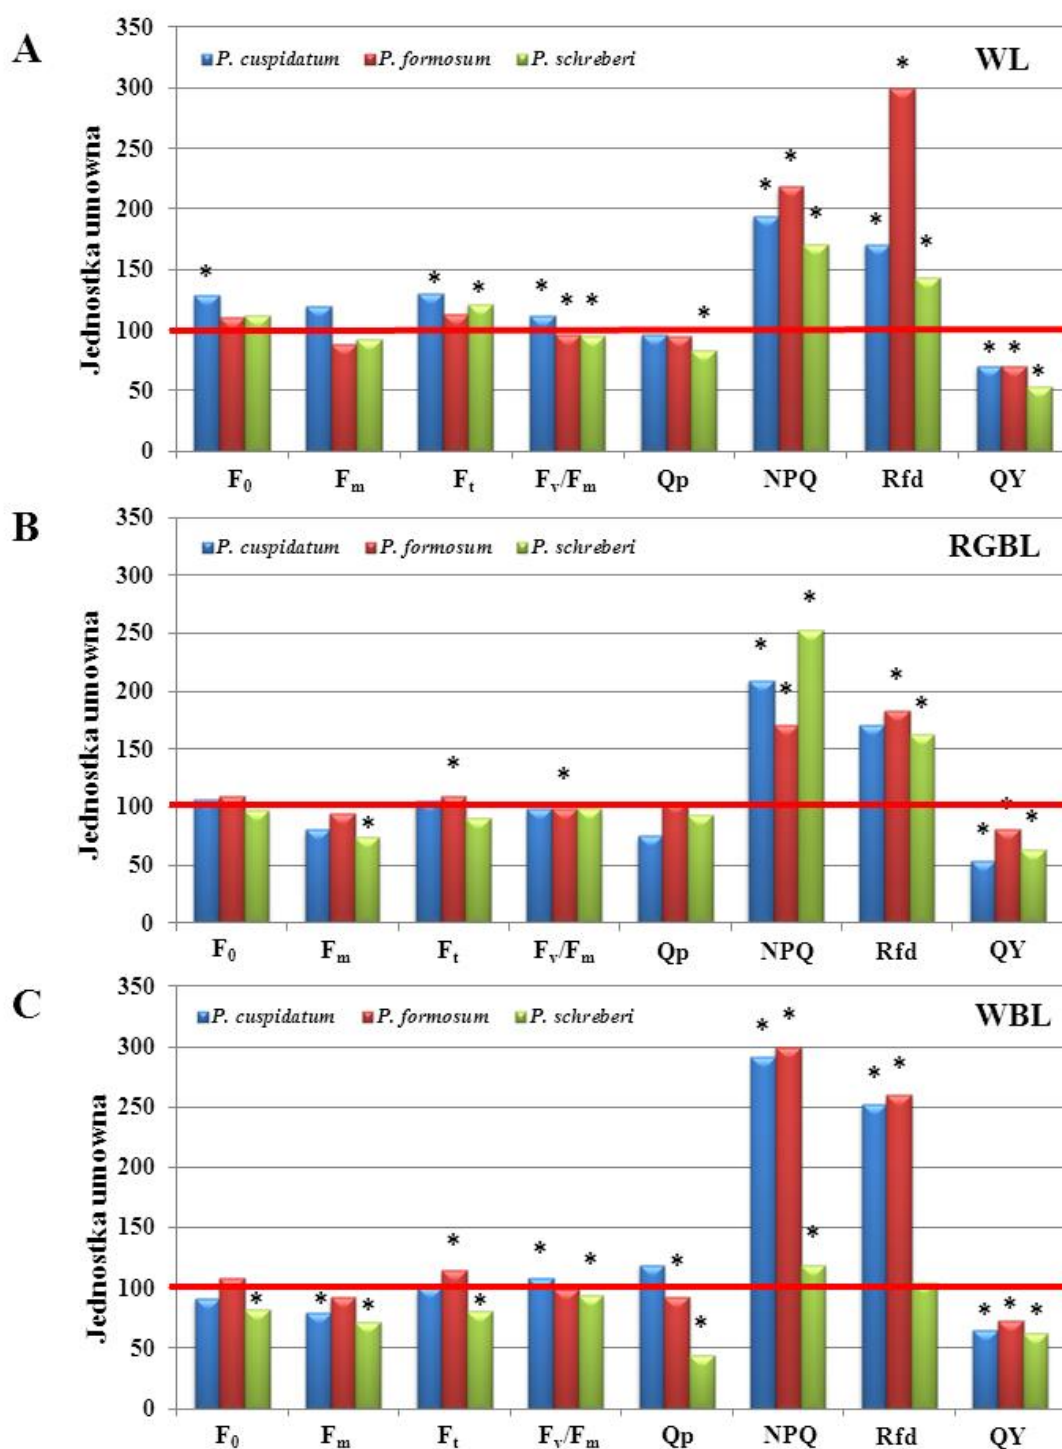 A
WL
Jednostka umowna
350
300
250
200
150
100
50
0
P. cuspidatum P. formosum P. schreberi
* * * * * * * * * * * * * * * * *
F₀ Fₘ Fₜ Fᵥ/Fₘ Qp NPQ Rfd QY
B
RGBL
Jednostka umowna
350
300
250
200
150
100
50
0
P. cuspidatum P. formosum P. schreberi
* * * * * * * * * * *
F₀ Fₘ Fₜ Fᵥ/Fₘ Qp NPQ Rfd QY
C
WBL
Jednostka umowna
350
300
250
200
150
100
50
0
P. cuspidatum P. formosum P. schreberi
* * * * * * * * * * * * * * * * *
F₀ Fₘ Fₜ Fᵥ/Fₘ Qp NPQ Rfd QY